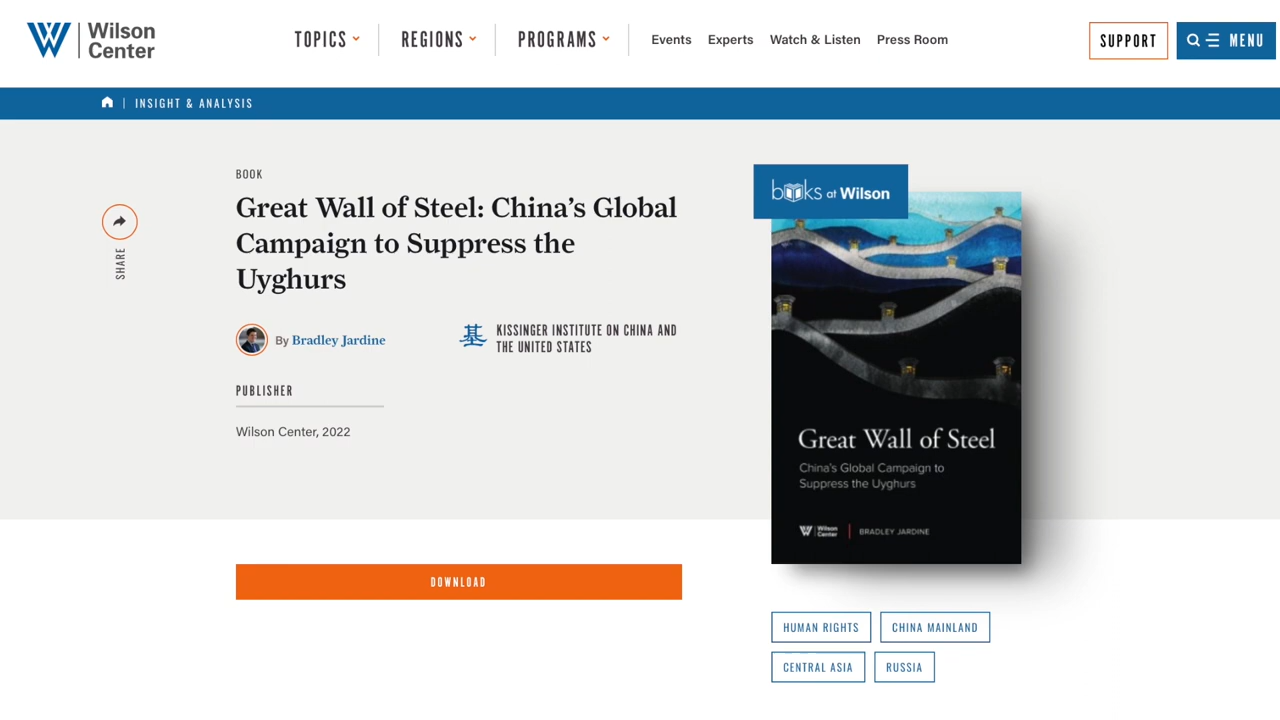 Wilson
Center
TOPICS
REGIONS
PROGRAMS
Events
Experts
Watch & Listen
Press Room
SUPPORT
MENU
INSIGHT & ANALYSIS
SHARE
BOOK
Great Wall of Steel: China’s Global
Campaign to Suppress the
Uyghurs
By Bradley Jardine
基
KISSINGER INSTITUTE ON CHINA AND
THE UNITED STATES
PUBLISHER
Wilson Center, 2022
DOWNLOAD
books at Wilson
Great Wall of Steel
China's Global Campaign to
Suppress the Uyghurs
Wilson
Center
BRADLEY JARDINE
HUMAN RIGHTS
CHINA MAINLAND
CENTRAL ASIA
RUSSIA